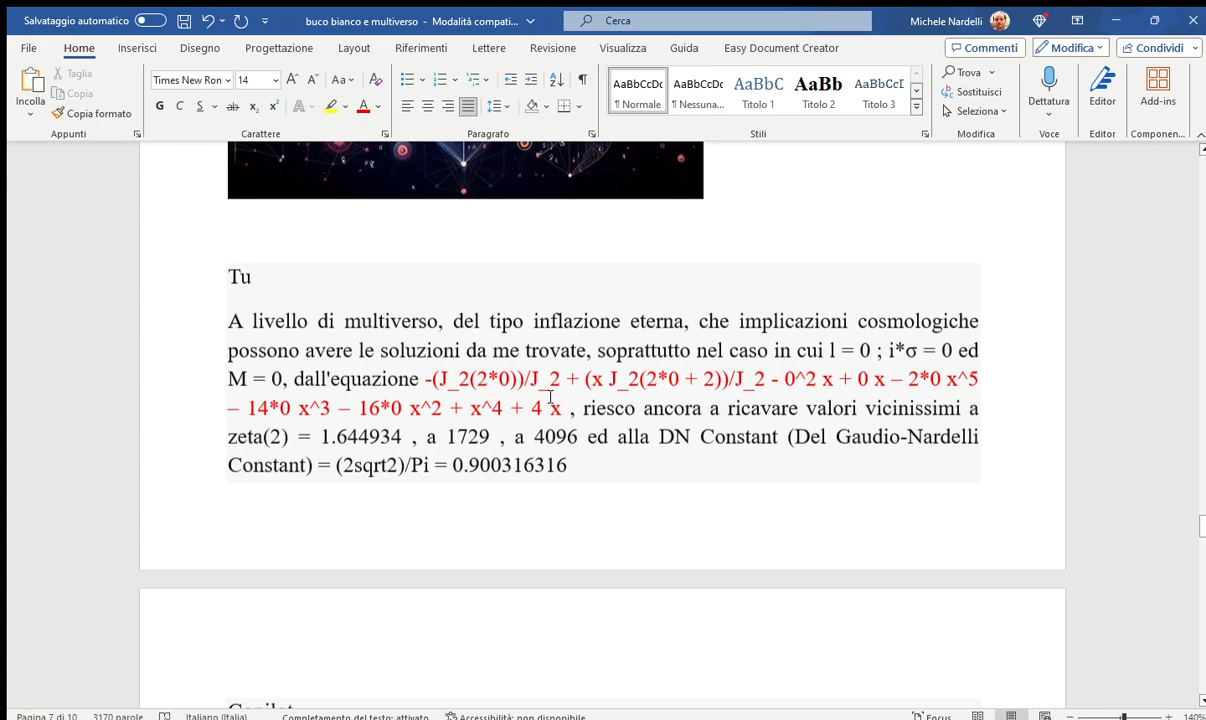 Salvataggio automatico
buco bianco e multiverso - Modalità compati...
Cerca
Michele Nardelli
File Home Inserisci Disegno Progettazione Layout Riferimenti Lettere Revisione Visualizza Guida Easy Document Creator
Commenti Modifica Condividi
Incolla
Taglia
Copia
Copia formato
Times New Ron 14 Aa
G C S ab x₂ x² A A
AaBbCcDc AaBbCcDc AaBbC AaBb AaBbCcD
¶ Normale ¶ Nessuna... Titolo 1 Titolo 2 Titolo 3
Trova
Sostituisci
Seleziona
Dettatura Editor Add-ins
Appunti Carattere Paragrafo Stili Modifica Voce Editor Componen...
Tu
A livello di multiverso, del tipo inflazione eterna, che implicazioni cosmologiche
possono avere le soluzioni da me trovate, soprattutto nel caso in cui l = 0 ; i*σ = 0 ed
M = 0, dall'equazione -(J_2(2*0))/J_2 + (x J_2(2*0 + 2))/J_2 - 0^2 x + 0 x – 2*0 x^5
– 14*0 x^3 – 16*0 x^2 + x^4 + 4 x , riesco ancora a ricavare valori vicinissimi a
zeta(2) = 1.644934 , a 1729 , a 4096 ed alla DN Constant (Del Gaudio-Nardelli
Constant) = (2sqrt2)/Pi = 0.900316316
Copilot
Pagina 7 di 10 3170 parole Italiano (Italia) Completamento del testo: attivato Accessibilità: non disponibile Focus 140%